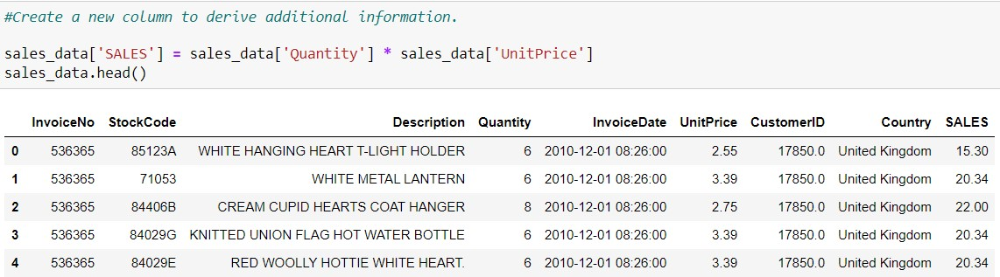 #Create a new column to derive additional information.
sales_data['SALES'] = sales_data['Quantity'] * sales_data['UnitPrice']
sales_data.head()
InvoiceNo StockCode Description Quantity InvoiceDate UnitPrice CustomerID Country SALES
0 536365 85123A WHITE HANGING HEART T-LIGHT HOLDER 6 2010-12-01 08:26:00 2.55 17850.0 United Kingdom 15.30
1 536365 71053 WHITE METAL LANTERN 6 2010-12-01 08:26:00 3.39 17850.0 United Kingdom 20.34
2 536365 84406B CREAM CUPID HEARTS COAT HANGER 8 2010-12-01 08:26:00 2.75 17850.0 United Kingdom 22.00
3 536365 84029G KNITTED UNION FLAG HOT WATER BOTTLE 6 2010-12-01 08:26:00 3.39 17850.0 United Kingdom 20.34
4 536365 84029E RED WOOLLY HOTTIE WHITE HEART. 6 2010-12-01 08:26:00 3.39 17850.0 United Kingdom 20.34